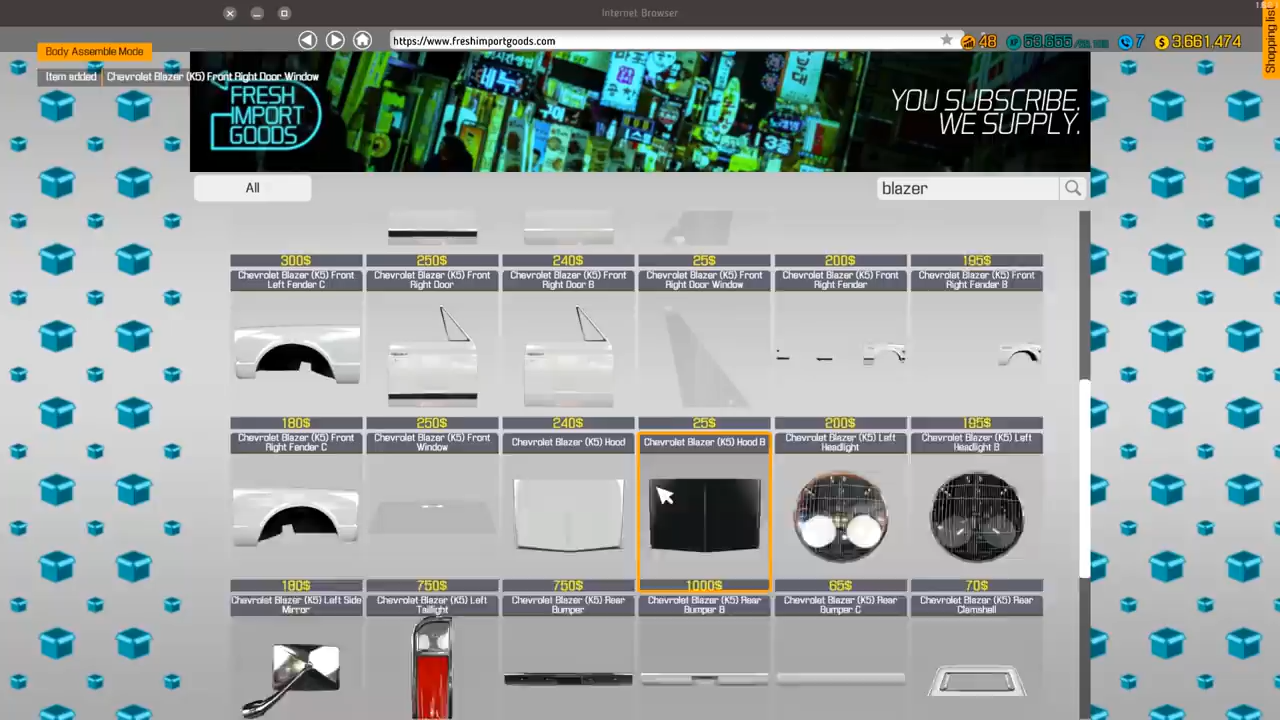 Internet Browser
https://www.freshimportgoods.com
48
7
3,661,474
Shopping list
Body Assemble Mode
Item added
Chevrolet Blazer (K5) Front Right Door Window
FRESH
IMPORT
GOODS
YOU SUBSCRIBE.
WE SUPPLY.
All
blazer
300$
250$
240$
25$
200$
195$
Chevrolet Blazer (K5) Front
Left Fender C
Chevrolet Blazer (K5) Front
Right Door
Chevrolet Blazer (K5) Front
Right Door B
Chevrolet Blazer (K5) Front
Right Door Window
Chevrolet Blazer (K5) Front
Right Fender
Chevrolet Blazer (K5) Front
Right Fender B
180$
250$
240$
25$
200$
195$
Chevrolet Blazer (K5) Front
Right Fender C
Chevrolet Blazer (K5) Front
Window
Chevrolet Blazer (K5) Hood
Chevrolet Blazer (K5) Hood B
Chevrolet Blazer (K5) Left
Headlight
Chevrolet Blazer (K5) Left
Headlight B
180$
750$
750$
1000$
65$
70$
Chevrolet Blazer (K5) Left Side
Mirror
Chevrolet Blazer (K5) Left
Taillight
Chevrolet Blazer (K5) Rear
Bumper
Chevrolet Blazer (K5) Rear
Bumper B
Chevrolet Blazer (K5) Rear
Bumper C
Chevrolet Blazer (K5) Rear
Clamshell